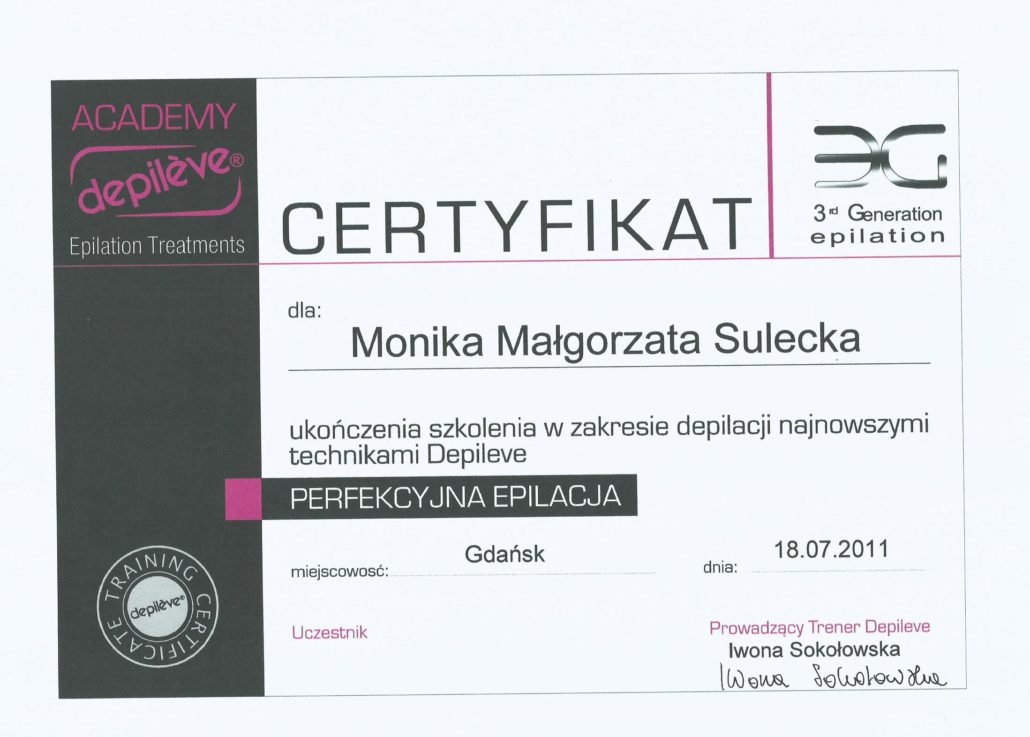 ACADEMY
depilève®
Epilation Treatments
CERTYFIKAT
3G
3rd Generation
epilation
dla:
Monika Małgorzata Sulecka
ukończenia szkolenia w zakresie depilacji najnowszymi
technikami Depileve
PERFEKCYJNA EPILACJA
miejscowość: Gdańsk
dnia: 18.07.2011
TRAINING CERTIFICATE
depilève®
Uczestnik
Prowadzący Trener Depileve
Iwona Sokołowska
Iwona Sokołowska